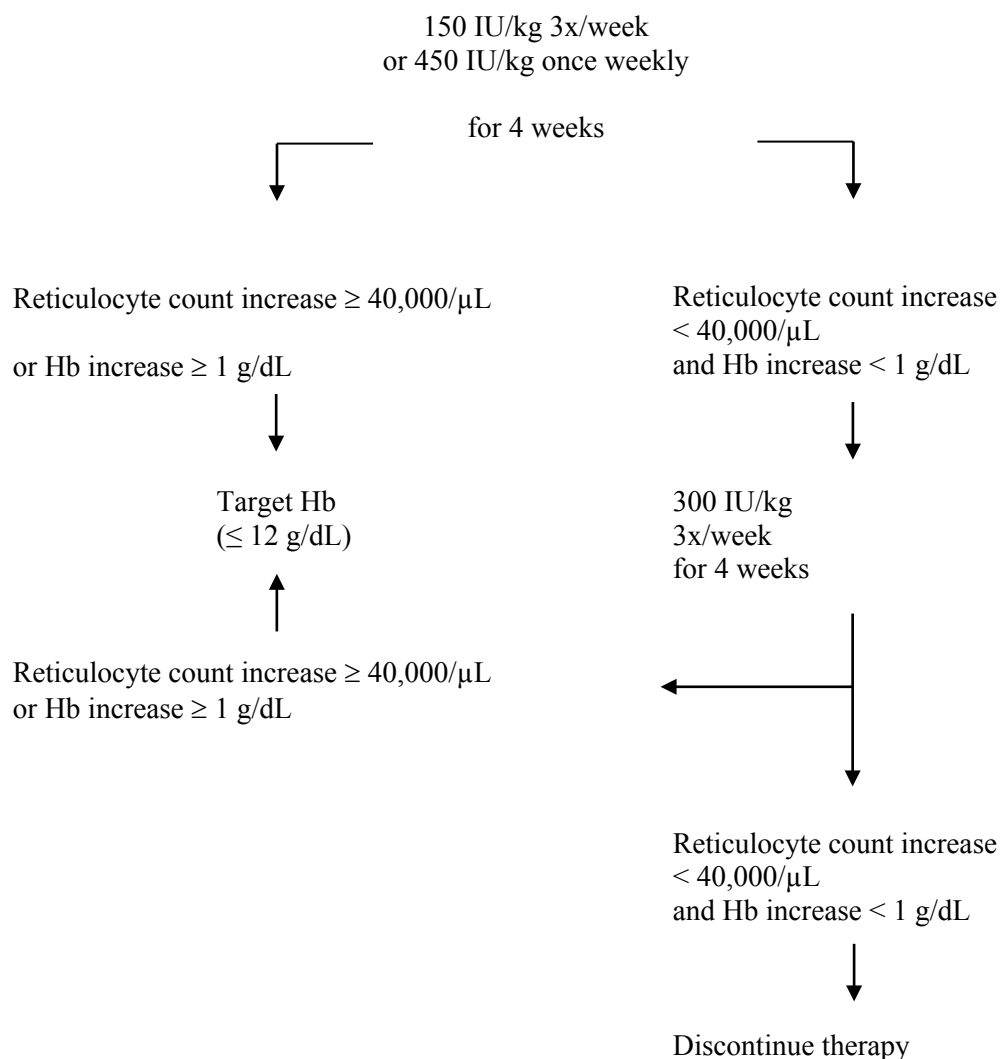 150 IU/kg 3x/week
or 450 IU/kg once weekly
for 4 weeks
Reticulocyte count increase ≥ 40,000/µL
or Hb increase ≥ 1 g/dL
Reticulocyte count increase
< 40,000/µL
and Hb increase < 1 g/dL
Target Hb
(≤ 12 g/dL)
300 IU/kg
3x/week
for 4 weeks
Reticulocyte count increase ≥ 40,000/µL
or Hb increase ≥ 1 g/dL
Reticulocyte count increase
< 40,000/µL
and Hb increase < 1 g/dL
Discontinue therapy